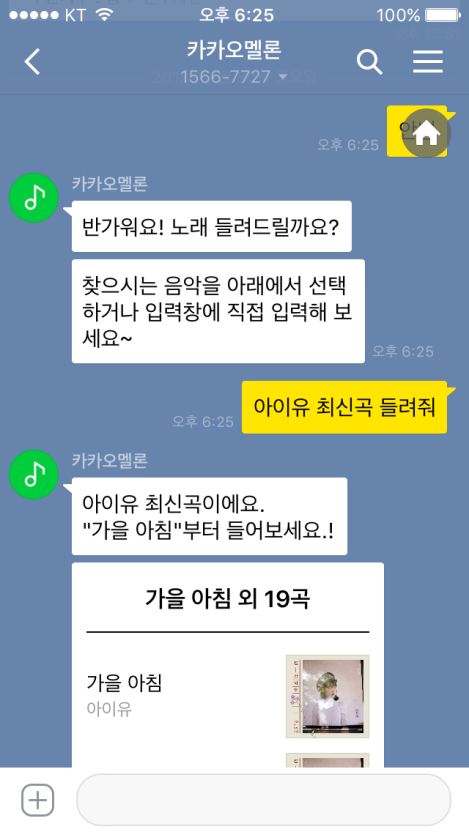 KT
오후 6:25
100%
카카오멜론
1566-7727
오후 6:25
카카오멜론
반가워요! 노래 들려드릴까요?
찾으시는 음악을 아래에서 선택
하거나 입력창에 직접 입력해 보
세요~
오후 6:25
아이유 최신곡 들려줘
오후 6:25
카카오멜론
아이유 최신곡이에요.
"가을 아침"부터 들어보세요.!
가을 아침 외 19곡
가을 아침
아이유